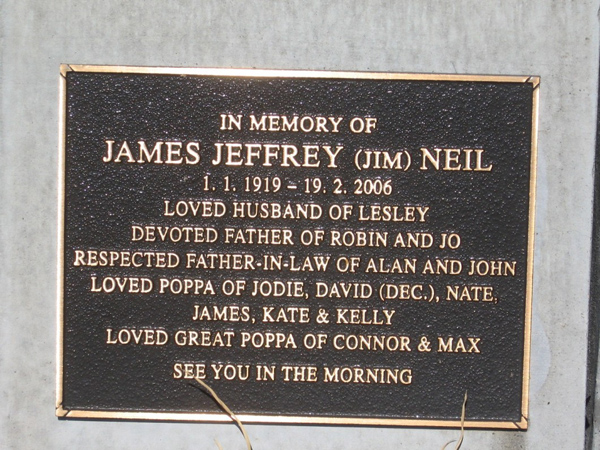 IN MEMORY OF
JAMES JEFFREY (JIM) NEIL
1. 1. 1919 – 19. 2. 2006
LOVED HUSBAND OF LESLEY
DEVOTED FATHER OF ROBIN AND JO
RESPECTED FATHER-IN-LAW OF ALAN AND JOHN
LOVED POPPA OF JODIE, DAVID (DEC.), NATE,
JAMES, KATE & KELLY
LOVED GREAT POPPA OF CONNOR & MAX
SEE YOU IN THE MORNING